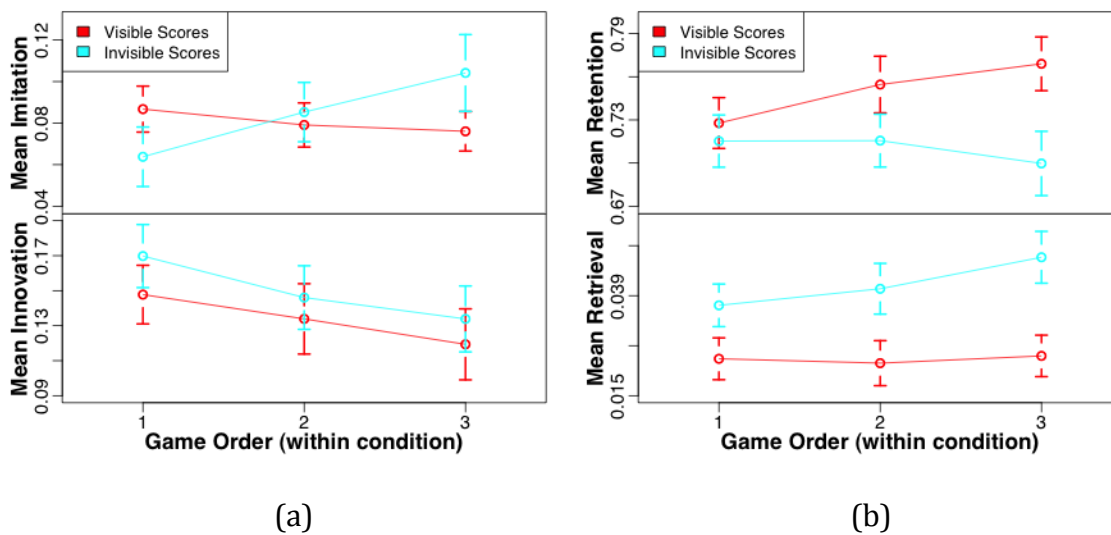 Visible Scores
Invisible Scores
Mean Imitation
0.12
0.08
0.04
Mean Innovation
0.17
0.13
0.09
1 2 3
Game Order (within condition)
(a)
Visible Scores
Invisible Scores
Mean Retention
0.79
0.73
0.67
Mean Retrieval
0.039
0.015
1 2 3
Game Order (within condition)
(b)